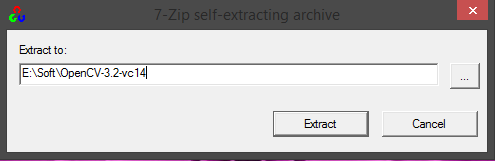 7-Zip self-extracting archive
Extract to:
E:\Soft\OpenCV-3.2-vc14
...
Extract
Cancel